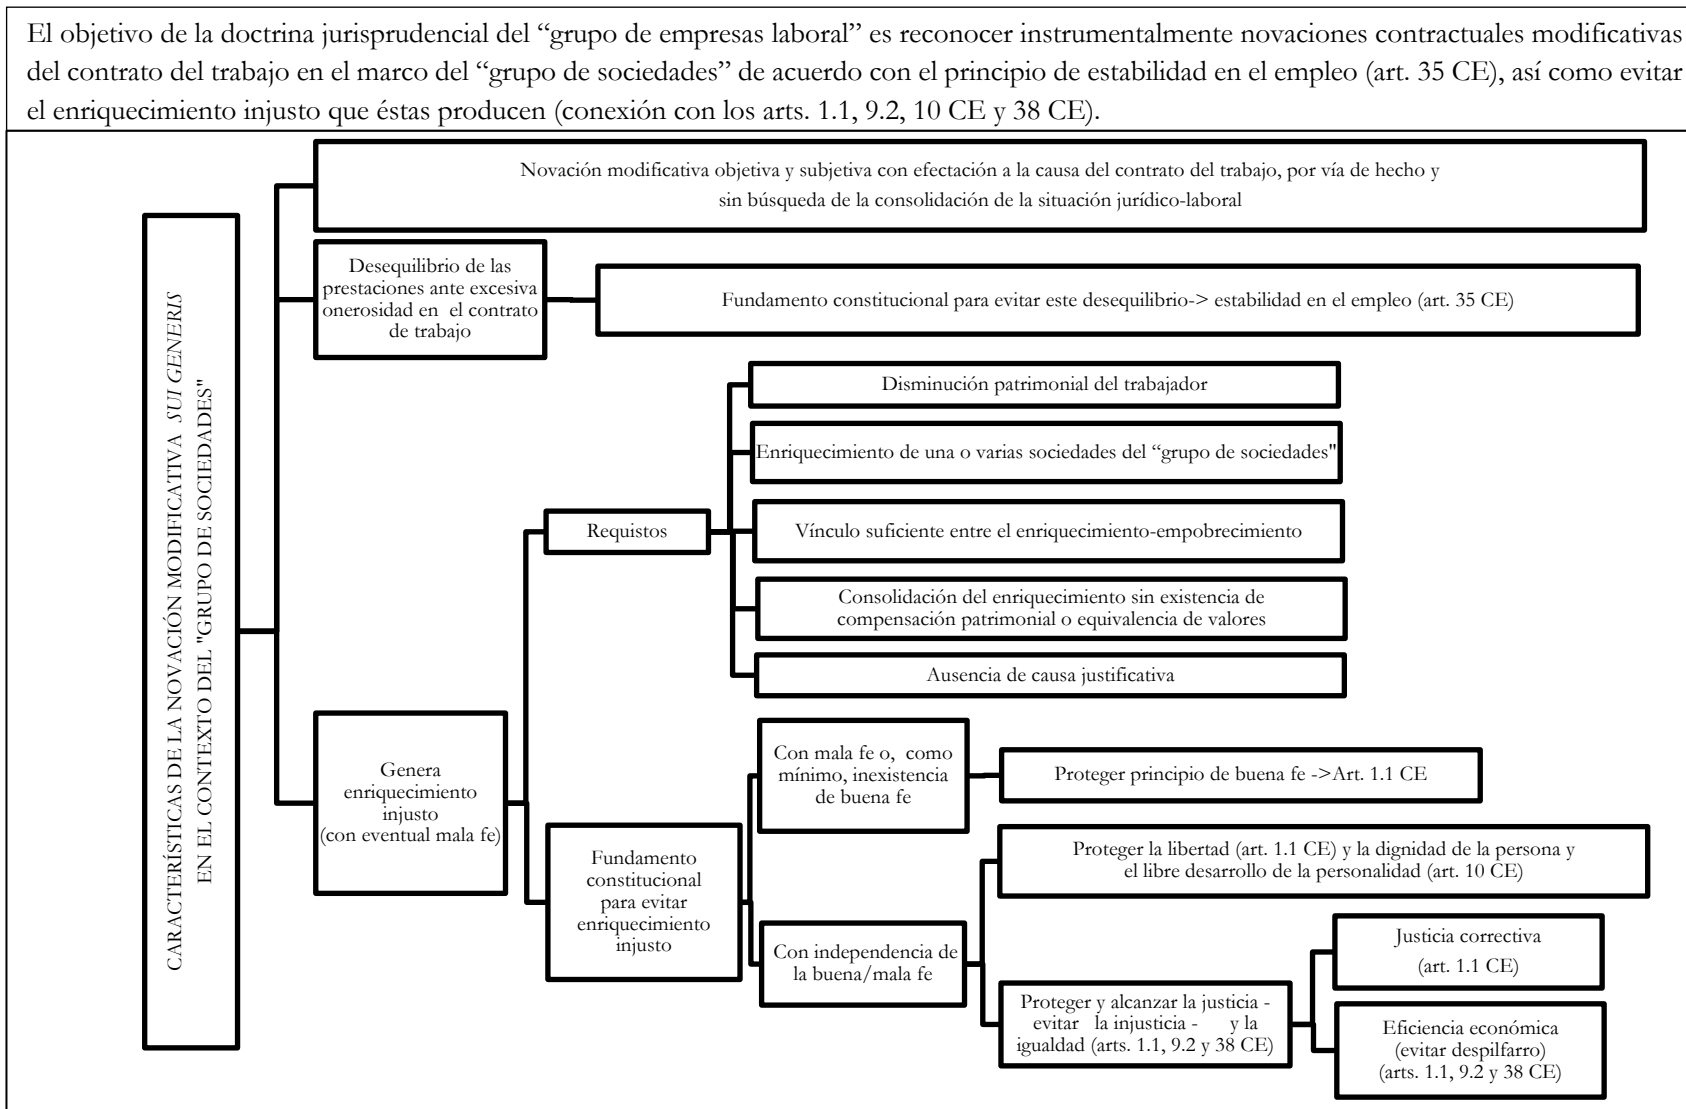 El objetivo de la doctrina jurisprudencial del “grupo de empresas laboral” es reconocer instrumentalmente novaciones contractuales modificativas
del contrato del trabajo en el marco del “grupo de sociedades” de acuerdo con el principio de estabilidad en el empleo (art. 35 CE), así como evitar
el enriquecimiento injusto que éstas producen (conexión con los arts. 1.1, 9.2, 10 CE y 38 CE).
CARACTERÍSTICAS DE LA NOVACIÓN MODIFICATIVA SUI GENERIS
EN EL CONTEXTO DEL "GRUPO DE SOCIEDADES"
Novación modificativa objetiva y subjetiva con efectación a la causa del contrato del trabajo, por vía de hecho y
sin búsqueda de la consolidación de la situación jurídico-laboral
Desequilibrio de las
prestaciones ante excesiva
onerosidad en el contrato
de trabajo
Fundamento constitucional para evitar este desequilibrio-> estabilidad en el empleo (art. 35 CE)
Genera
enriquecimiento
injusto
(con eventual mala fe)
Requistos
Disminución patrimonial del trabajador
Enriquecimiento de una o varias sociedades del “grupo de sociedades"
Vínculo suficiente entre el enriquecimiento-empobrecimiento
Consolidación del enriquecimiento sin existencia de
compensación patrimonial o equivalencia de valores
Ausencia de causa justificativa
Fundamento
constitucional
para evitar
enriquecimiento
injusto
Con mala fe o, como
mínimo, inexistencia
de buena fe
Proteger principio de buena fe ->Art. 1.1 CE
Con independencia de
la buena/mala fe
Proteger la libertad (art. 1.1 CE) y la dignidad de la persona y
el libre desarrollo de la personalidad (art. 10 CE)
Proteger y alcanzar la justicia -
evitar la injusticia - y la
igualdad (arts. 1.1, 9.2 y 38 CE)
Justicia correctiva
(art. 1.1 CE)
Eficiencia económica
(evitar despilfarro)
(arts. 1.1, 9.2 y 38 CE)